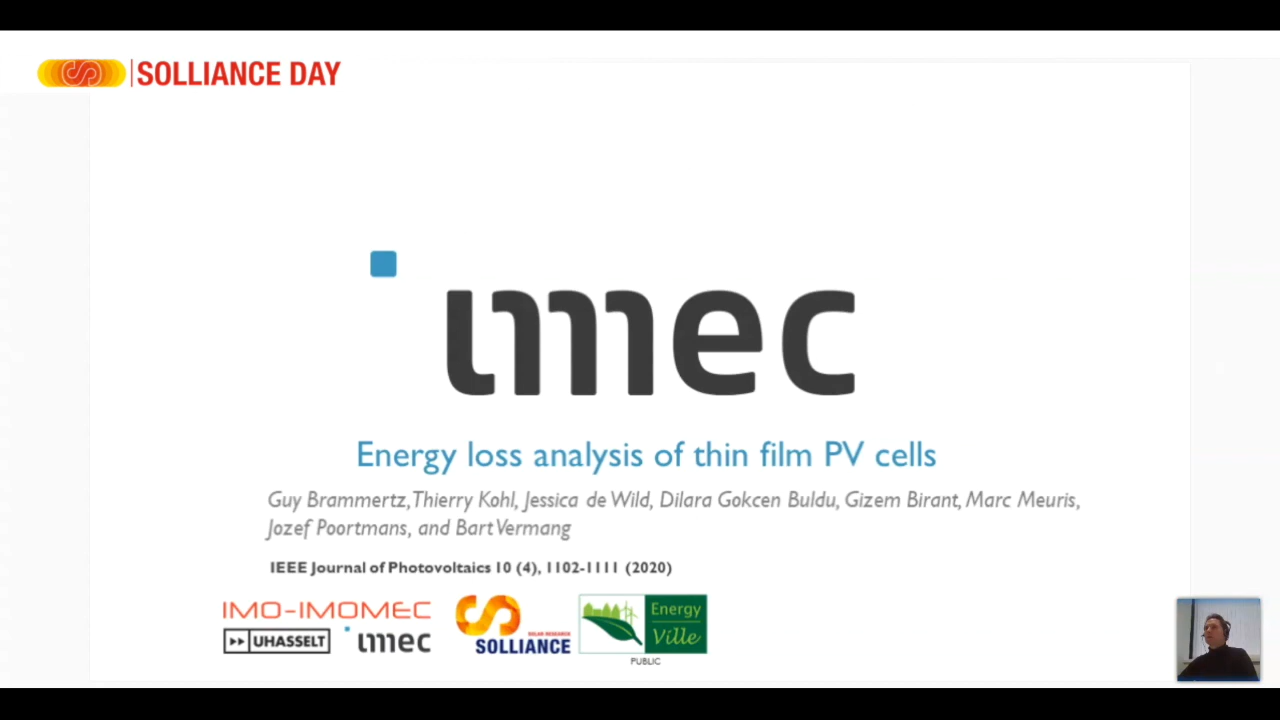 SOLLIANCE DAY
imec
Energy loss analysis of thin film PV cells
Guy Brammertz, Thierry Kohl, Jessica de Wild, Dilara Gokcen Buldu, Gizem Birant, Marc Meuris,
Jozef Poortmans, and Bart Vermang
IEEE Journal of Photovoltaics 10 (4), 1102-1111 (2020)
IMO-IMOMEC
UHASSELT
imec
SOLAR RESEARCH
SOLLIANCE
Energy
Ville
PUBLIC